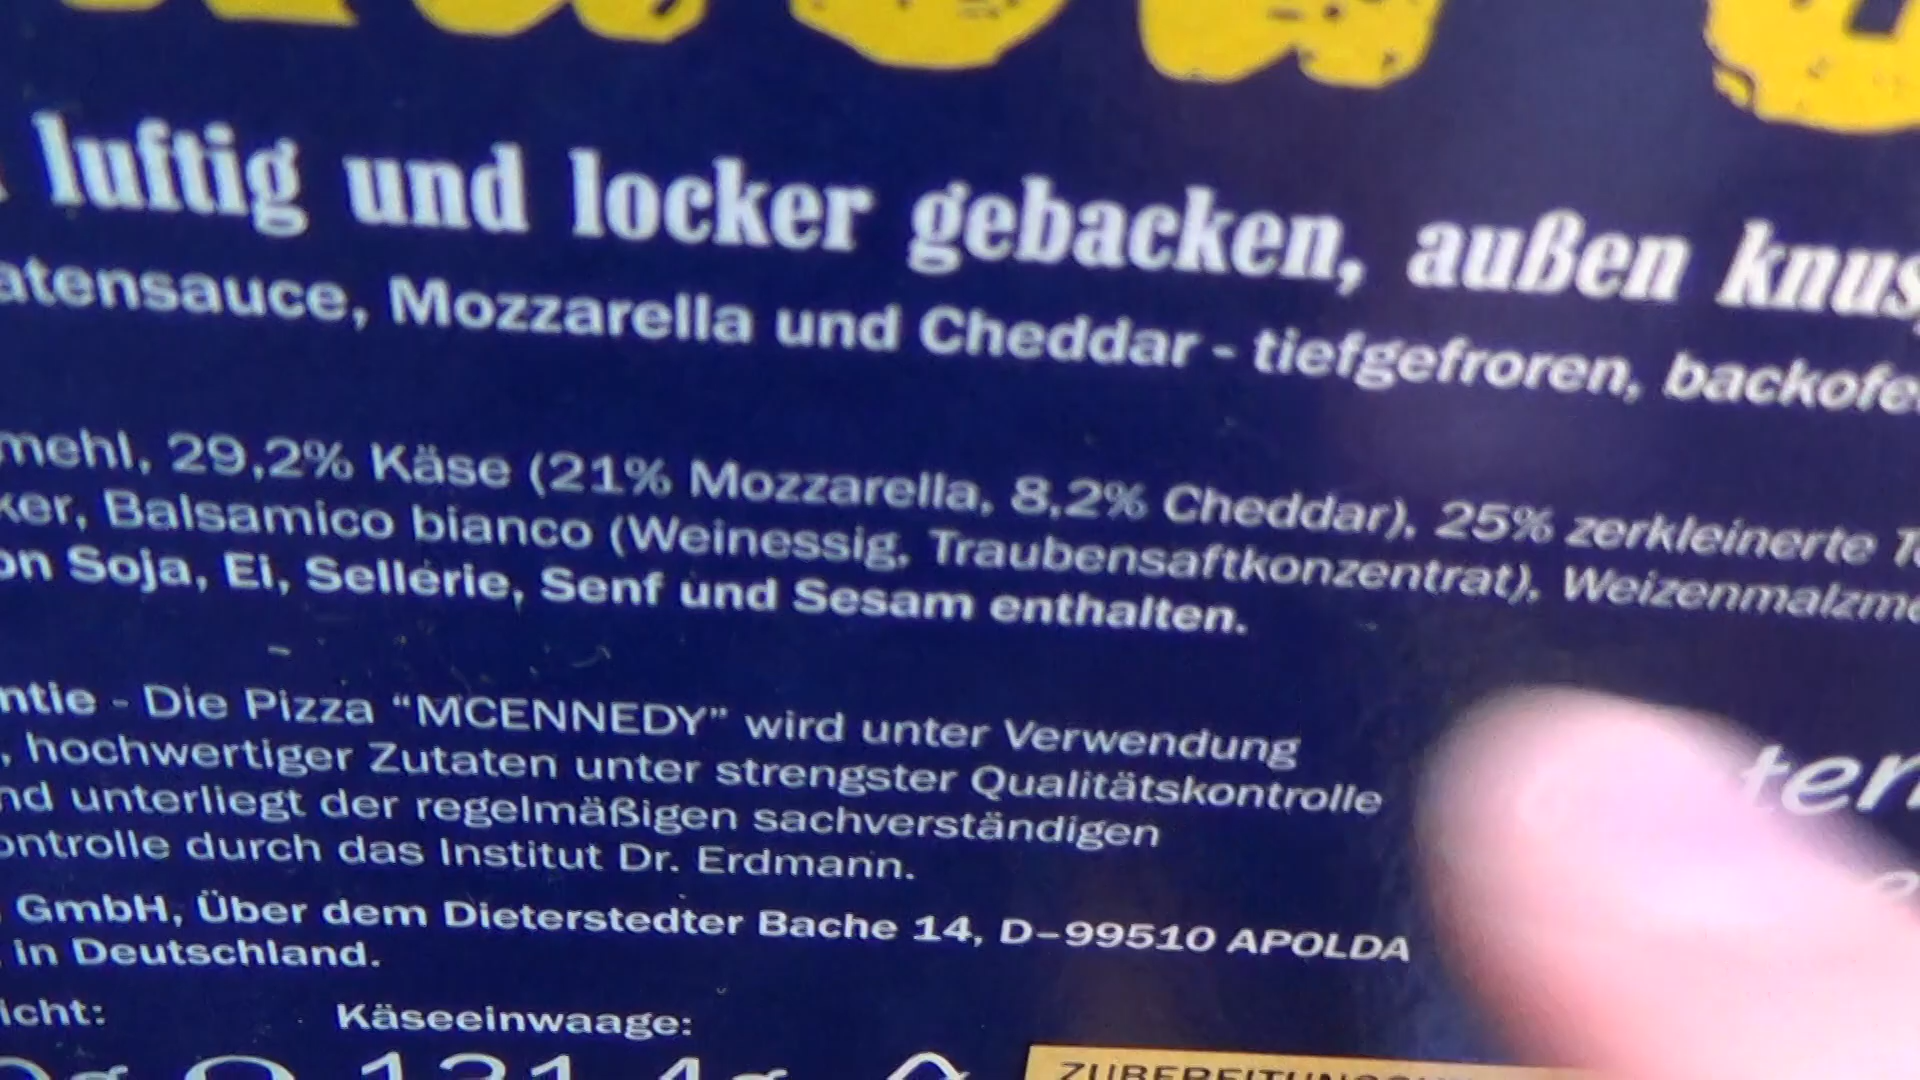 luftig und locker gebacken, außen knus
atensauce, Mozzarella und Cheddar - tiefgefroren, backofe
mehl, 29,2% Käse (21% Mozzarella, 8,2% Cheddar), 25% zerkleinerte T
ker, Balsamico bianco (Weinessig, Traubensaftkonzentrat), Weizenmalzme
on Soja, Ei, Sellerie, Senf und Sesam enthalten.
ntie - Die Pizza “MCENNEDY” wird unter Verwendung
, hochwertiger Zutaten unter strengster Qualitätskontrolle
nd unterliegt der regelmäßigen sachverständigen
ontrolle durch das Institut Dr. Erdmann.
ter
GmbH, Über dem Dieterstedter Bache 14, D-99510 APOLDA
in Deutschland.
icht: Käseeinwaage: